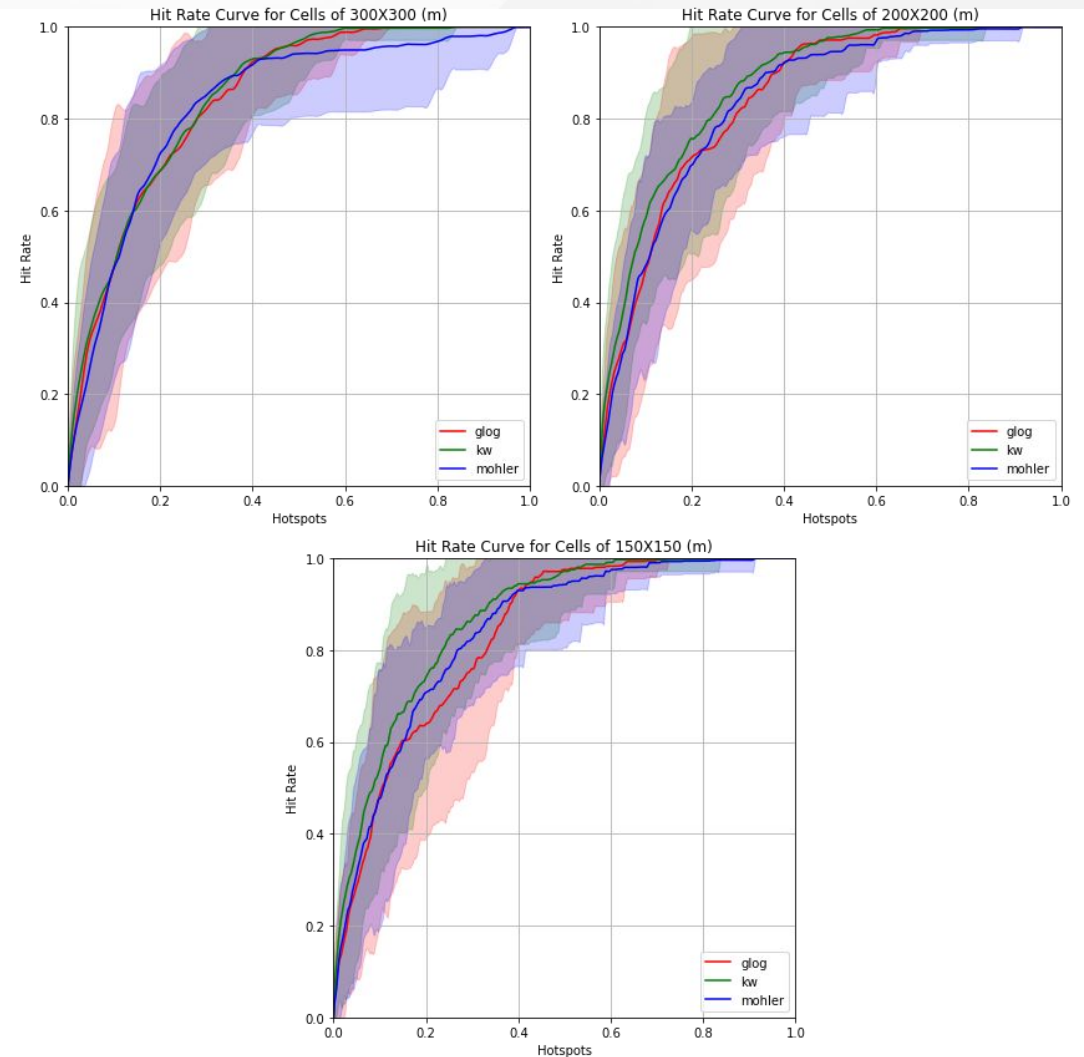 Hit Rate Curve for Cells of 300X300 (m)
1.0
0.8
0.6
0.4
0.2
0.0
Hit Rate
0.0 0.2 0.4 0.6 0.8 1.0
Hotspots
glog
kw
mohler
Hit Rate Curve for Cells of 200X200 (m)
1.0
0.8
0.6
0.4
0.2
0.0
Hit Rate
0.0 0.2 0.4 0.6 0.8 1.0
Hotspots
glog
kw
mohler
Hit Rate Curve for Cells of 150X150 (m)
1.0
0.8
0.6
0.4
0.2
0.0
Hit Rate
0.0 0.2 0.4 0.6 0.8 1.0
Hotspots
glog
kw
mohler